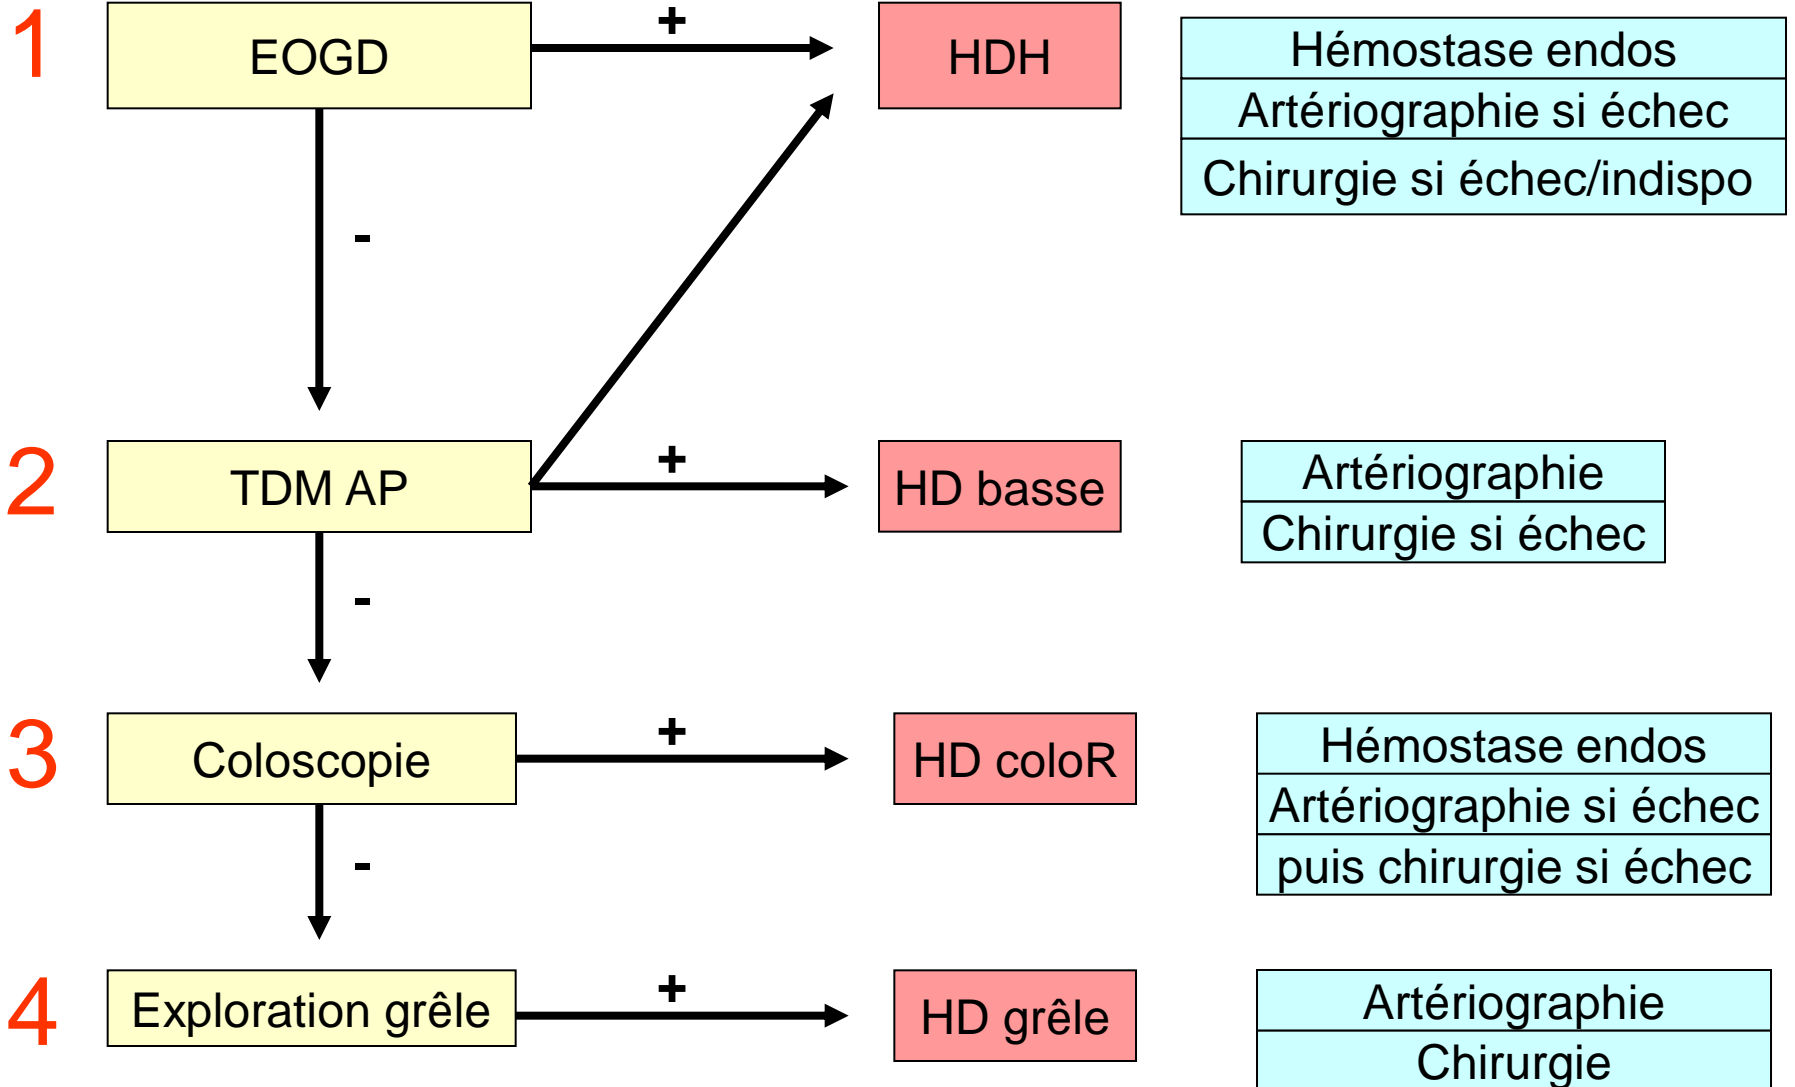 1
EOGD
+
HDH
Hémostase endos
Artériographie si échec
Chirurgie si échec/indispo
-
2
TDM AP
+
HD basse
Artériographie
Chirurgie si échec
-
3
Coloscopie
+
HD coloR
Hémostase endos
Artériographie si échec
puis chirurgie si échec
-
4
Exploration grêle
+
HD grêle
Artériographie
Chirurgie